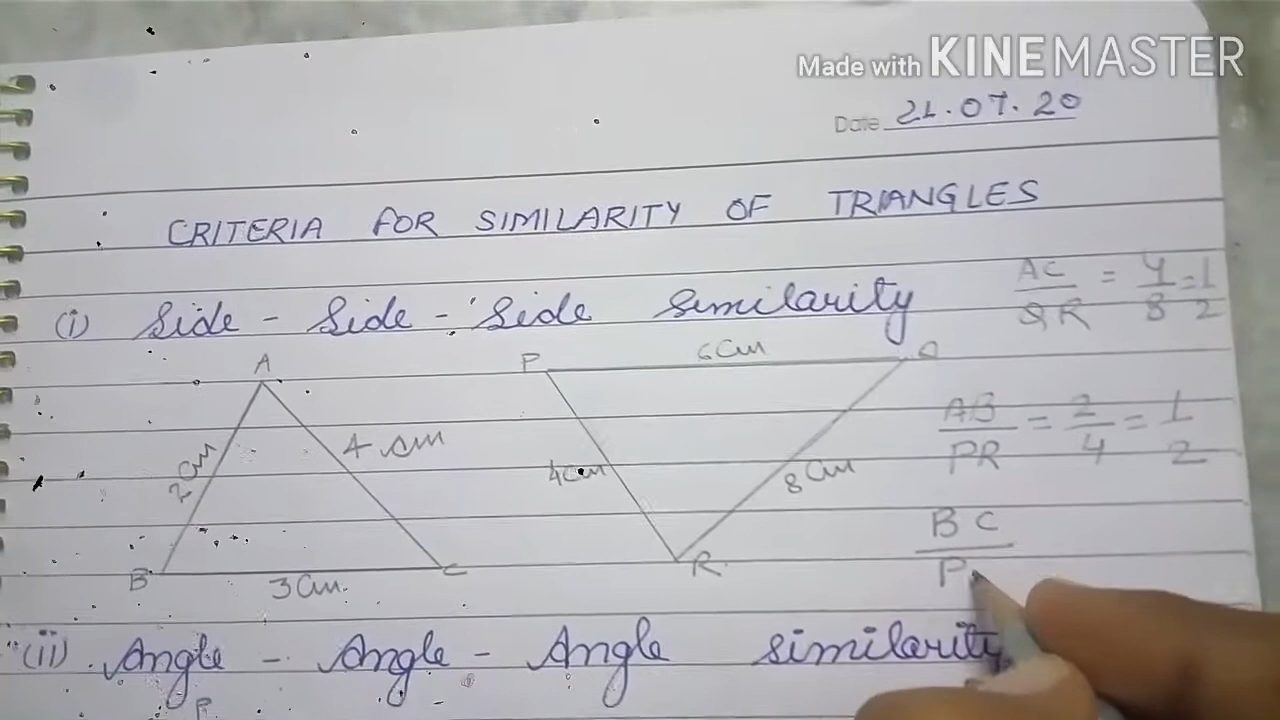 Made with KINEMASTER
Date 21.07.20
CRITERIA FOR SIMILARITY OF TRIANGLES
(i) Side - Side - Side Similarity
AC/QR = 4/8 = 1/2
A
P
6cm
Q
2cm
4 cm
4cm
8cm
AB/PR = 2/4 = 1/2
B
3cm.
C
R
BC
P
(ii) Angle - Angle - Angle similarity
P